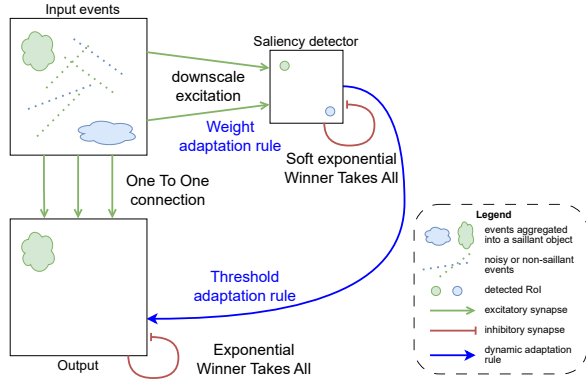 Input events
Saliency detector
downscale
excitation
Weight
adaptation rule
Soft exponential
Winner Takes All
One To One
connection
Threshold
adaptation rule
Output
Exponential
Winner Takes All
Legend
events aggregated
into a saillant object
noisy or non-saillant
events
detected RoI
excitatory synapse
inhibitory synapse
dynamic adaptation
rule